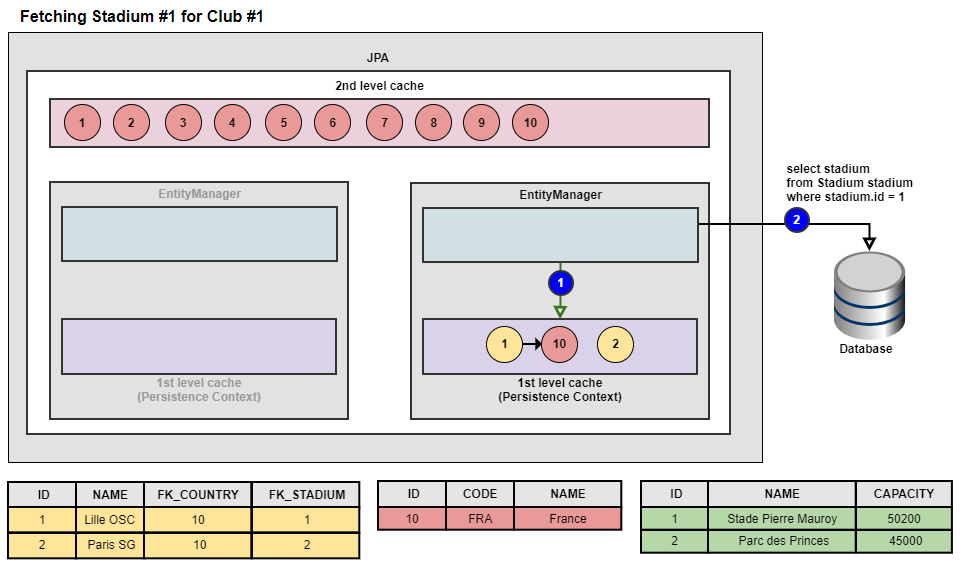 Fetching Stadium #1 for Club #1
JPA
2nd level cache
1 2 3 4 5 6 7 8 9 10
EntityManager
1st level cache
(Persistence Context)
EntityManager
1
1 10 2
1st level cache
(Persistence Context)
select stadium
from Stadium stadium
where stadium.id = 1
2
Database
ID NAME FK_COUNTRY FK_STADIUM
1 Lille OSC 10 1
2 Paris SG 10 2
ID CODE NAME
10 FRA France
ID NAME CAPACITY
1 Stade Pierre Mauroy 50200
2 Parc des Princes 45000